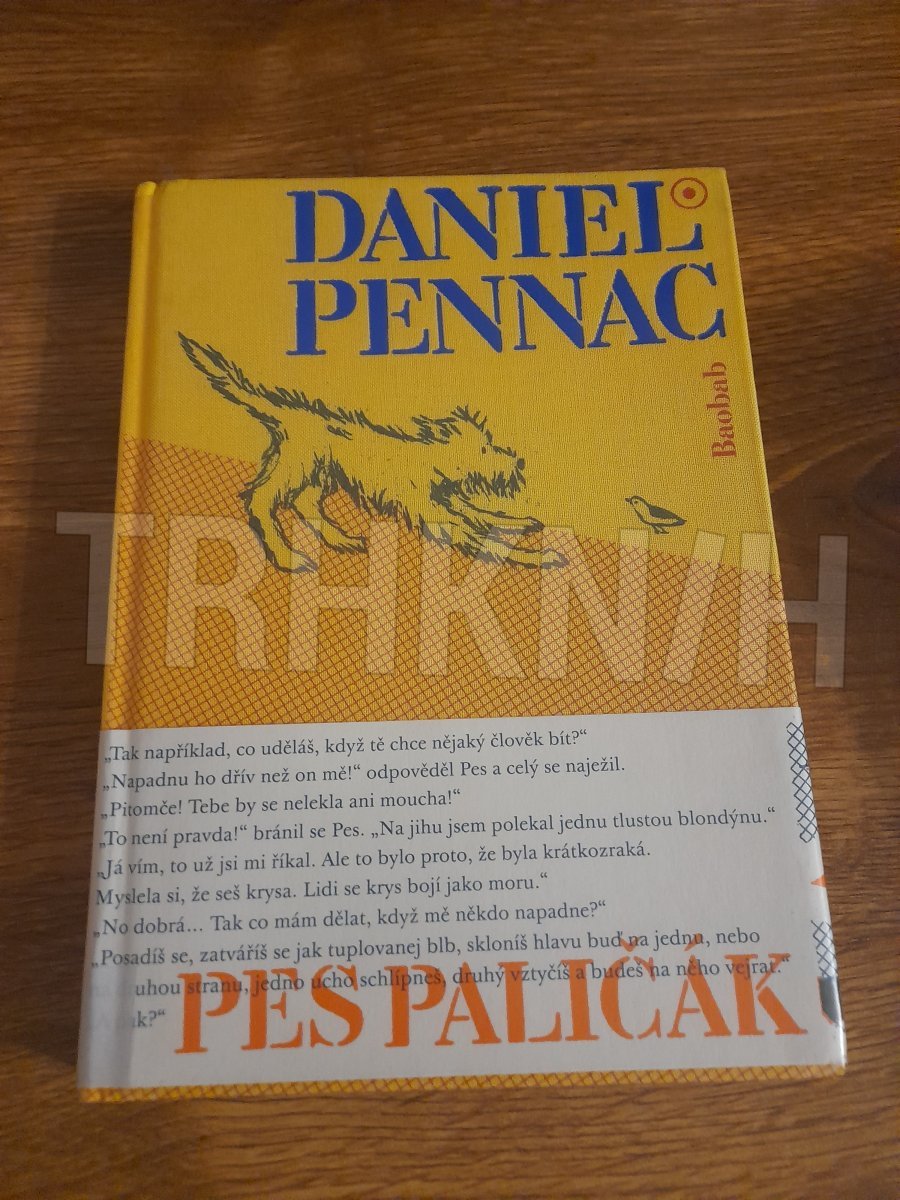 DANIEL
PENNAC
Baobab
TRHKNIH
„Tak například, co uděláš, když tě chce nějaký člověk bít?“
„Napadnu ho dřív než on mě!“ odpověděl Pes a celý se naježil.
„Pitomče! Tebe by se nelekla ani moucha!“
„To není pravda!“ bránil se Pes. „Na jihu jsem polekal jednu tlustou blondýnu.“
„Já vím, to už jsi mi říkal. Ale to bylo proto, že byla krátkozraká.
Myslela si, že seš krysa. Lidi se krys bojí jako moru.“
„No dobrá... Tak co mám dělat, když mě někdo napadne?“
„Posadíš se, zatváříš se jak tuplovanej blb, skloníš hlavu buď na jednu, nebo
stranu, jedno ucho schlípneš, druhý vztyčíš a budeš na něho vejrat.“
PES PALIČÁK